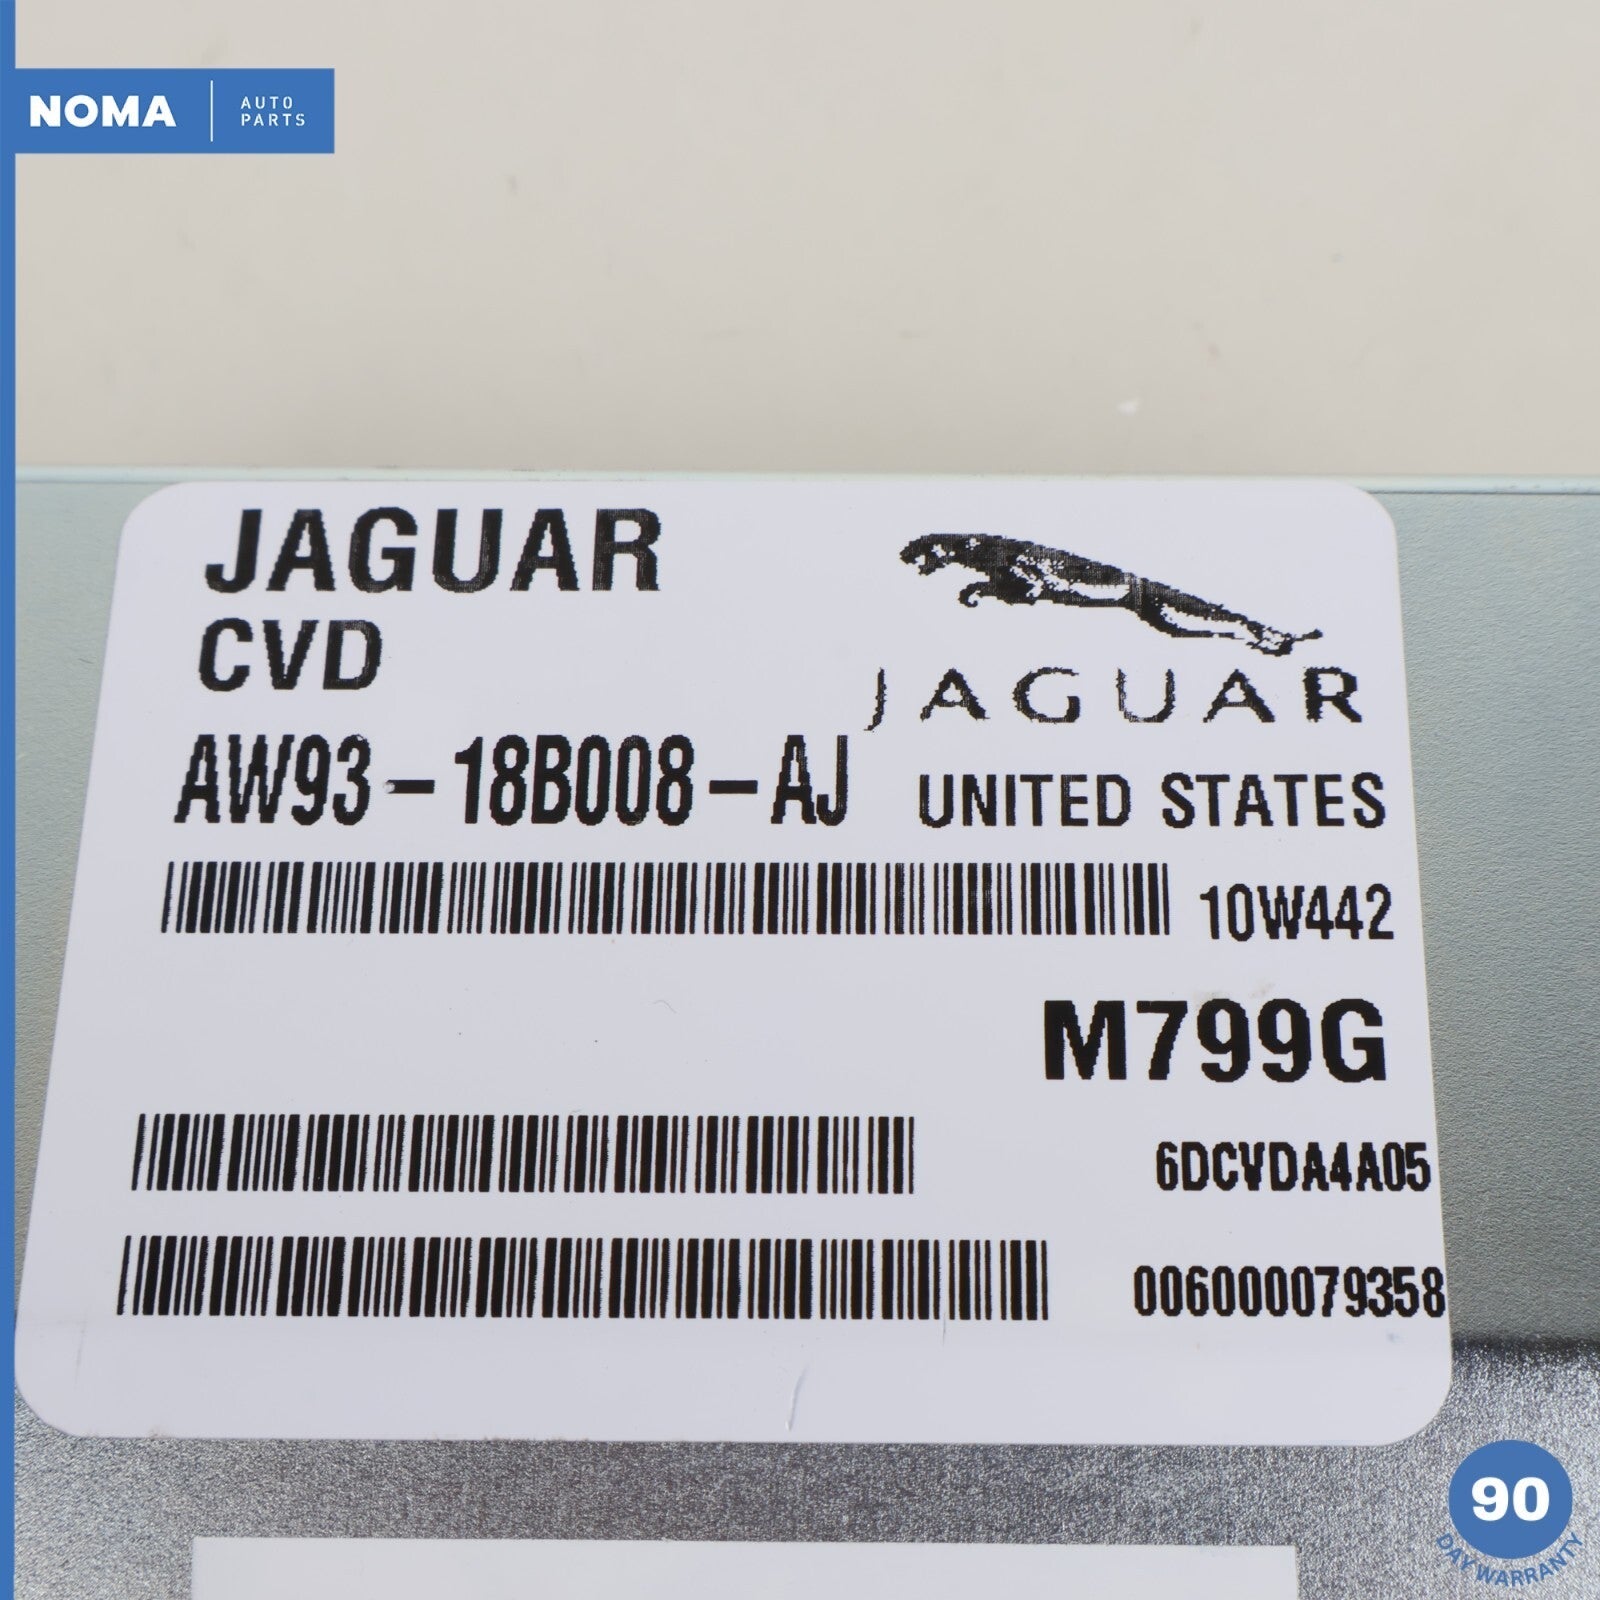 NOMA
AUTO
PARTS
JAGUAR
CVD
JAGUAR
AW93-18B008-AJ
UNITED STATES
10W442
M799G
6DCVDA4A05
006000079358
90
DAY WARRANTY